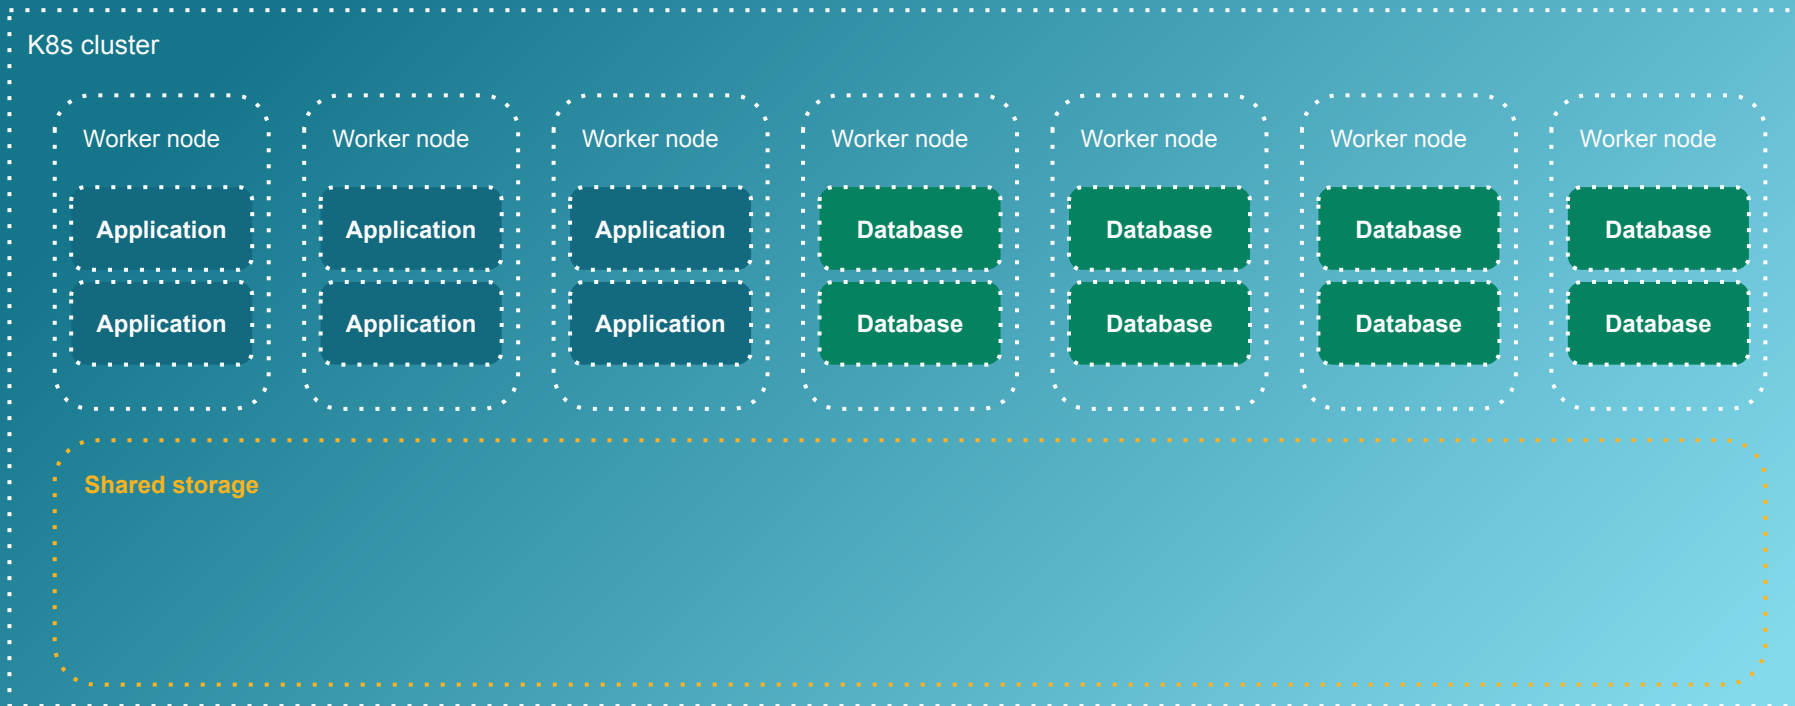 K8s cluster
Worker node Worker node Worker node Worker node Worker node Worker node Worker node
Application Application Application Database Database Database Database
Application Application Application Database Database Database Database
Shared storage